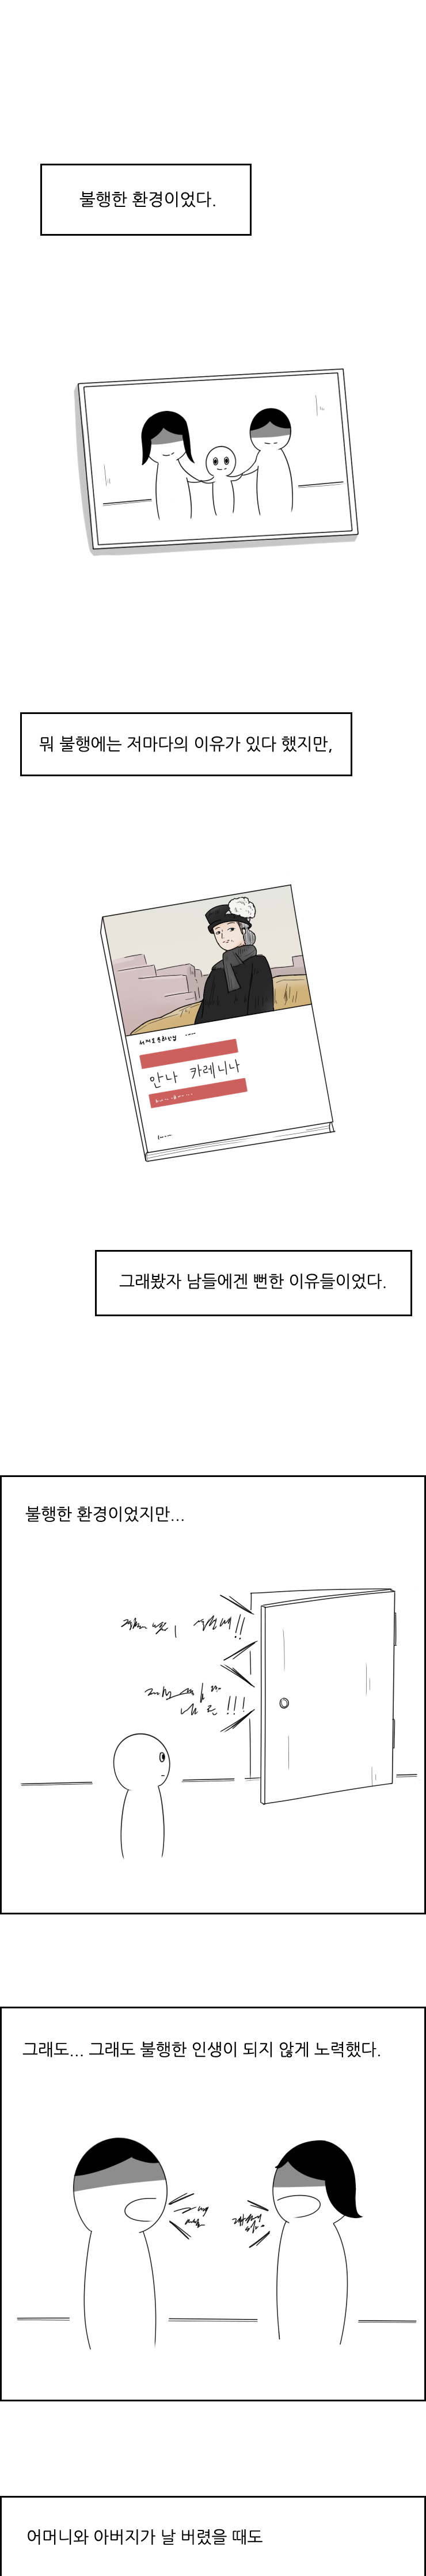 불행한 환경이었다.
뭐 불행에는 저마다의 이유가 있다 했지만,
안나 카레니나
그래봤자 남들에겐 뻔한 이유들이었다.
불행한 환경이었지만...
그래도... 그래도 불행한 인생이 되지 않게 노력했다.
어머니와 아버지가 날 버렸을 때도